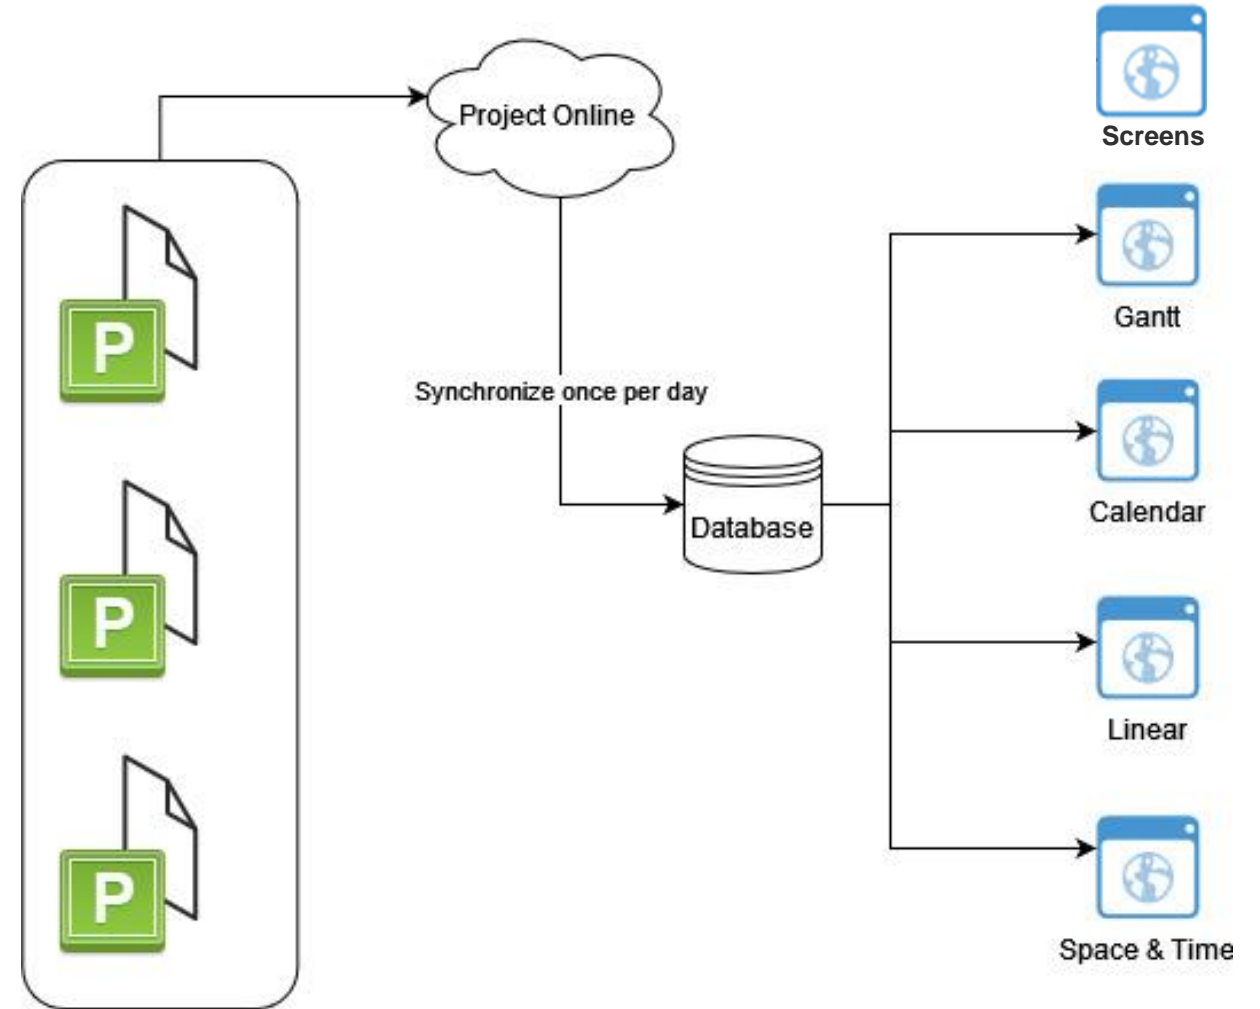 Project Online
Screens
P
Gantt
Synchronize once per day
Database
Calendar
P
Linear
P
Space & Time